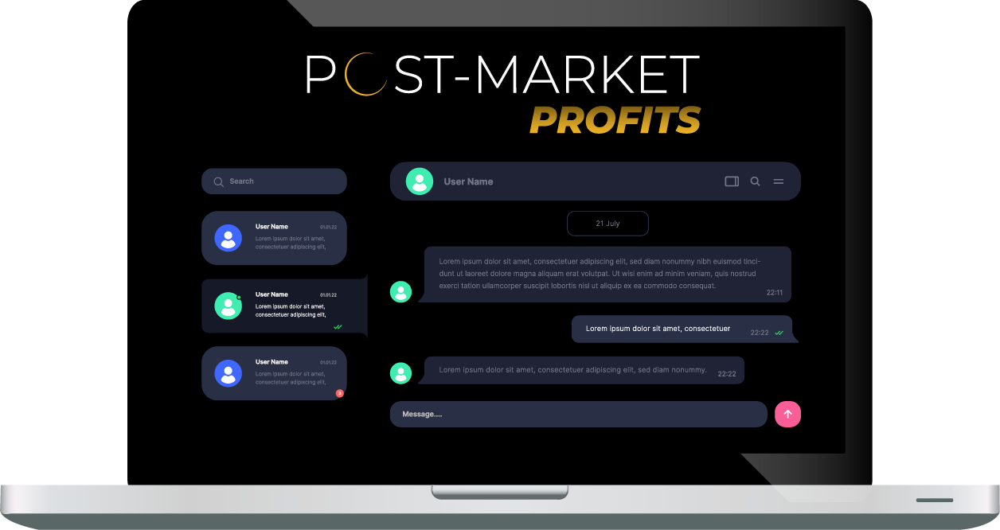 POST-MARKET
PROFITS
Search
User Name 01.01.22
Lorem ipsum dolor sit amet,
consectetuer adipiscing elit,
User Name 01.01.22
Lorem ipsum dolor sit amet,
consectetuer adipiscing elit,
User Name 01.01.22
Lorem ipsum dolor sit amet,
consectetuer adipiscing elit,
3
User Name
21 July
Lorem ipsum dolor sit amet, consectetuer adipiscing elit, sed diam nonummy nibh euismod tinci-
dunt ut laoreet dolore magna aliquam erat volutpat. Ut wisi enim ad minim veniam, quis nostrud
exerci tation ullamcorper suscipit lobortis nisl ut aliquip ex ea commodo consequat.
22:11
Lorem ipsum dolor sit amet, consectetuer 22:22
Lorem ipsum dolor sit amet, consectetuer adipiscing elit, sed diam nonummy. 22:22
Message....